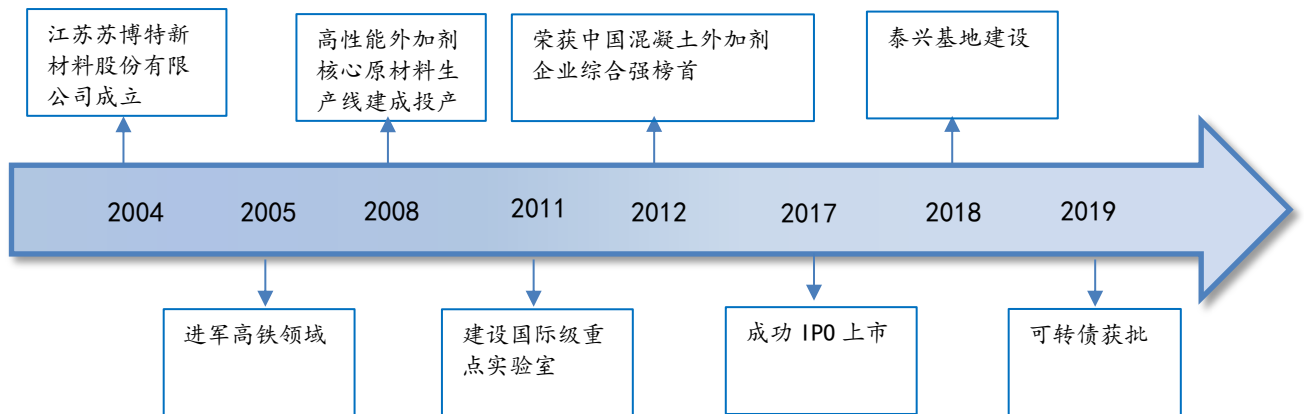 江苏苏博特新
材料股份有限
公司成立
高性能外加剂
核心原材料生
产线建成投产
荣获中国混凝土外加剂
企业综合强榜首
泰兴基地建设
2004
2005
2008
2011
2012
2017
2018
2019
进军高铁领域
建设国际级重
点实验室
成功 IPO 上市
可转债获批